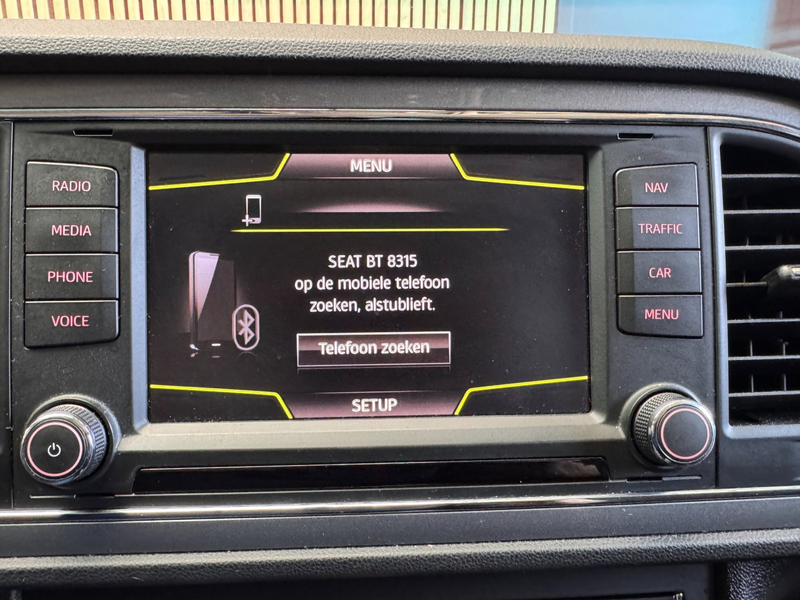 MENU
RADIO
MEDIA
PHONE
VOICE
SEAT BT 8315
op de mobiele telefoon
zoeken, alstublieft.
Telefoon zoeken
SETUP
NAV
TRAFFIC
CAR
MENU